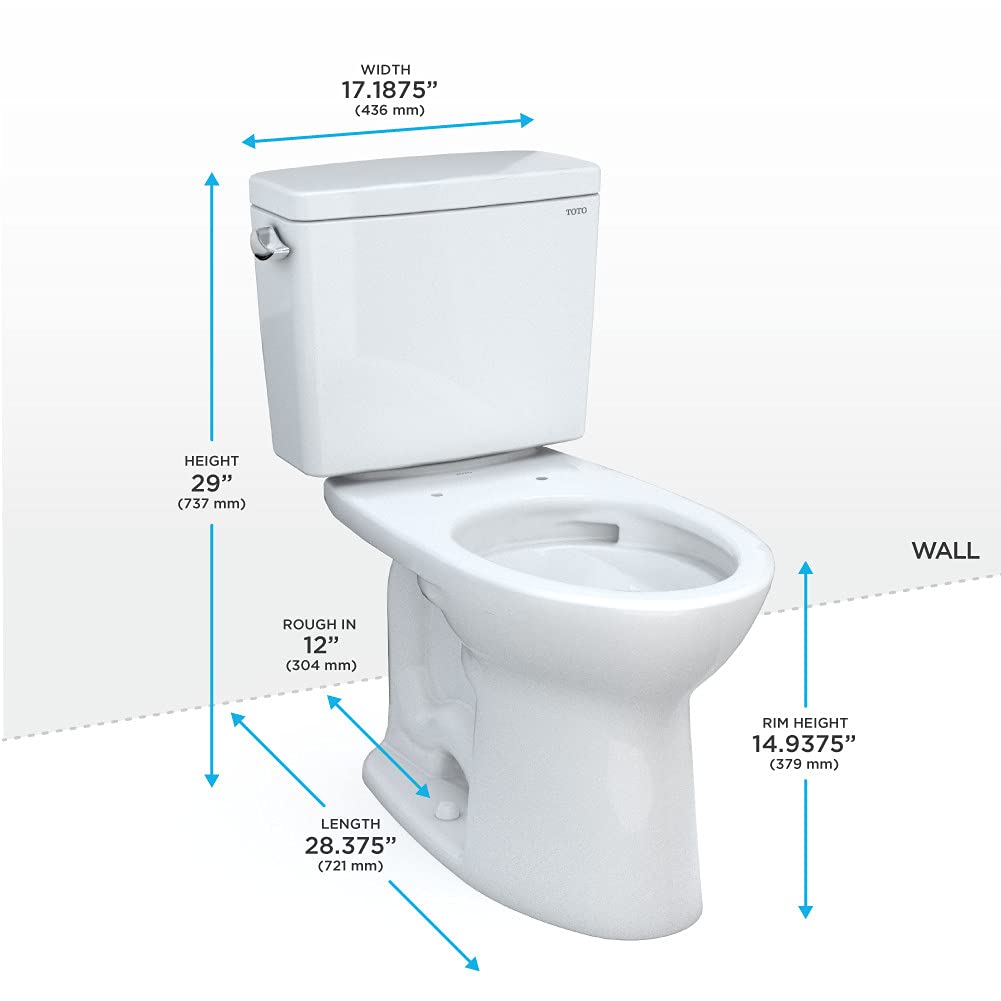 WIDTH
17.1875”
(436 mm)
TOTO
HEIGHT
29”
(737 mm)
WALL
ROUGH IN
12”
(304 mm)
RIM HEIGHT
14.9375”
(379 mm)
LENGTH
28.375”
(721 mm)